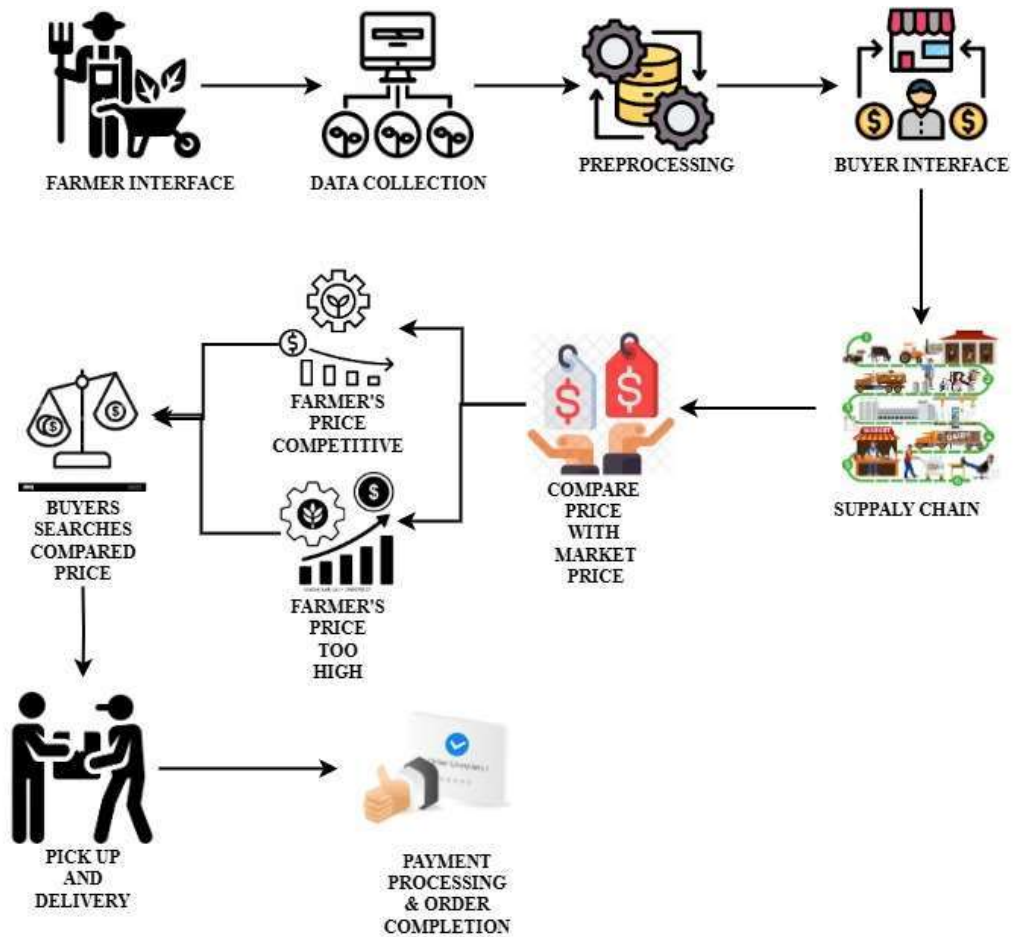 FARMER INTERFACE
DATA COLLECTION
PREPROCESSING
BUYER INTERFACE
FARMER'S
PRICE
COMPETITIVE
BUYERS
SEARCHES
COMPARED
PRICE
COMPARE
PRICE
WITH
MARKET
PRICE
SUPPALY CHAIN
FARMER'S
PRICE
TOO
HIGH
PICK UP
AND
DELIVERY
PAYMENT
PROCESSING
& ORDER
COMPLETION